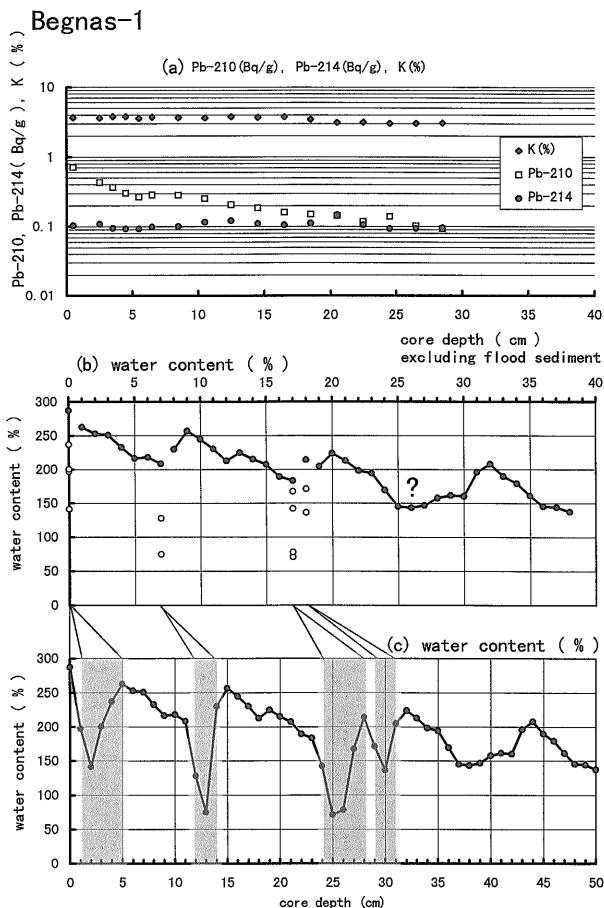 Begnas-1
(a) Pb-210(Bq/g), Pb-214(Bq/g), K(%)
Pb-210, Pb-214( Bq/g ), K ( % )
10
1
0.1
0.01
K(%)
Pb-210
Pb-214
0 5 10 15 20 25 30 35 40
core depth ( cm )
excluding flood sediment
(b) water content ( % )
0 5 10 15 20 25 30 35 40
water content ( % )
300
250
200
150
100
50
0
?
(c) water content ( % )
water content ( % )
300
250
200
150
100
50
0
0 5 10 15 20 25 30 35 40 45 50
core depth (cm)